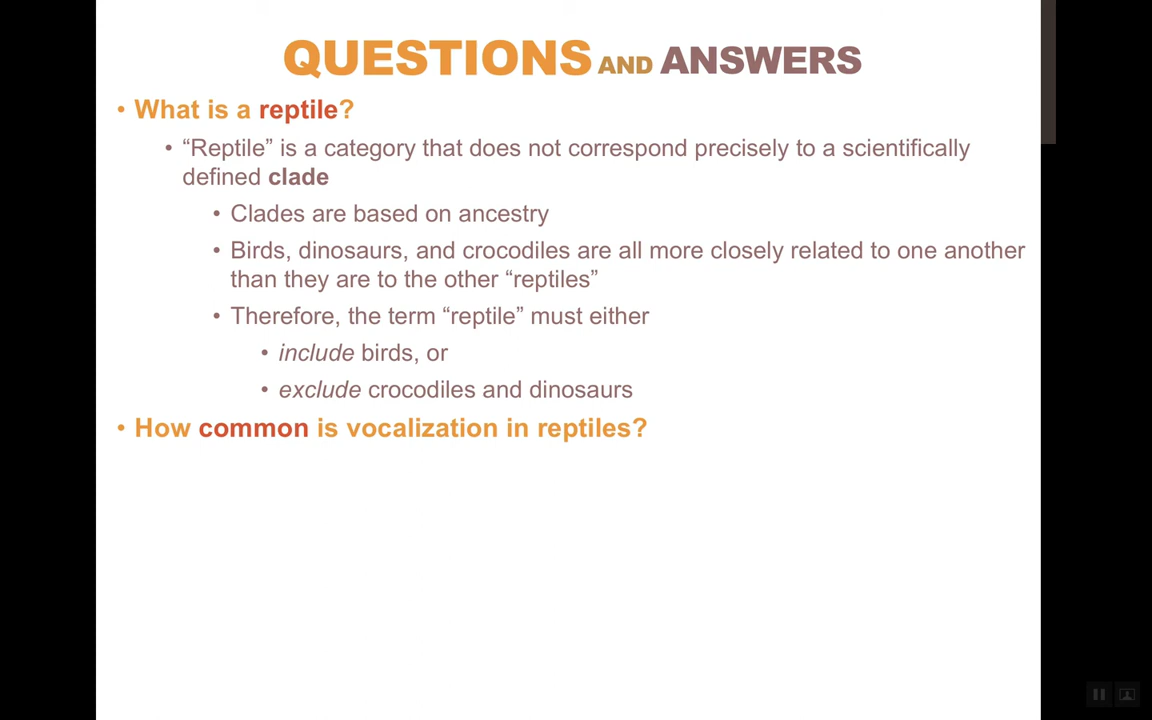 QUESTIONS AND ANSWERS
• What is a reptile?
• “Reptile” is a category that does not correspond precisely to a scientifically
defined clade
• Clades are based on ancestry
• Birds, dinosaurs, and crocodiles are all more closely related to one another
than they are to the other “reptiles”
• Therefore, the term “reptile” must either
• include birds, or
• exclude crocodiles and dinosaurs
• How common is vocalization in reptiles?